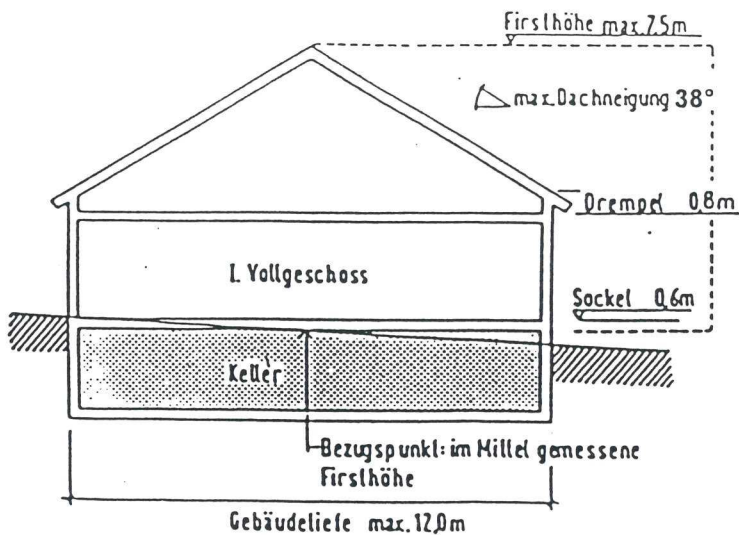 Firsthöhe max. 7.5m
max. Dachneigung 38°
Drempel 0,8m
I. Vollgeschoss
Sockel 0,6m
Keller
Bezugspunkt: im Mittel gemessene
Firsthöhe
Gebäudetiefe max. 12,0m